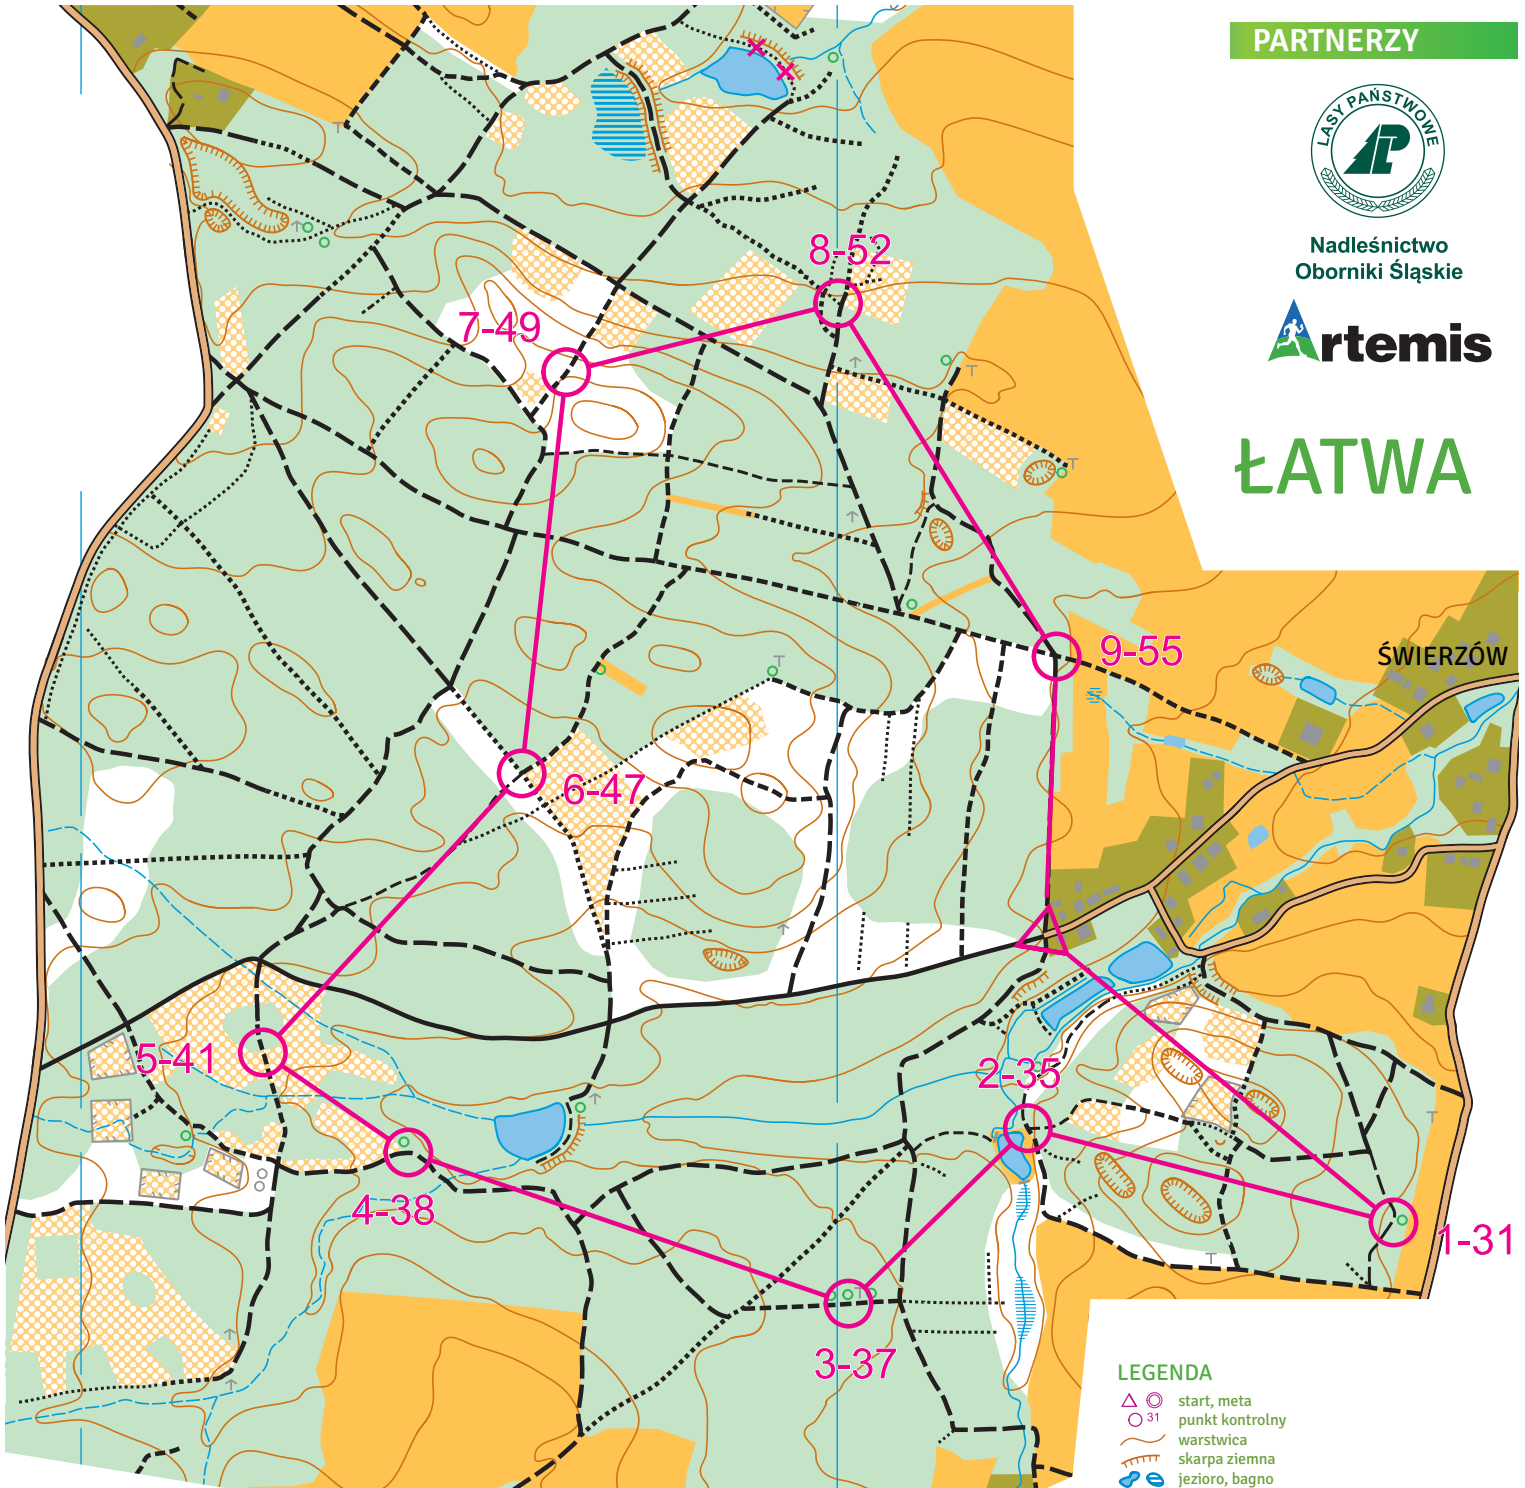 PARTNERZY
LASY PAŃSTWOWE
Nadleśnictwo
Oborniki Śląskie
Artemis
ŁATWA
8-52
7-49
9-55
ŚWIERZÓW
6-47
5-41
2-35
4-38
1-31
3-37
LEGENDA
start, meta
31 punkt kontrolny
warstwica
skarpa ziemna
jezioro, bagno